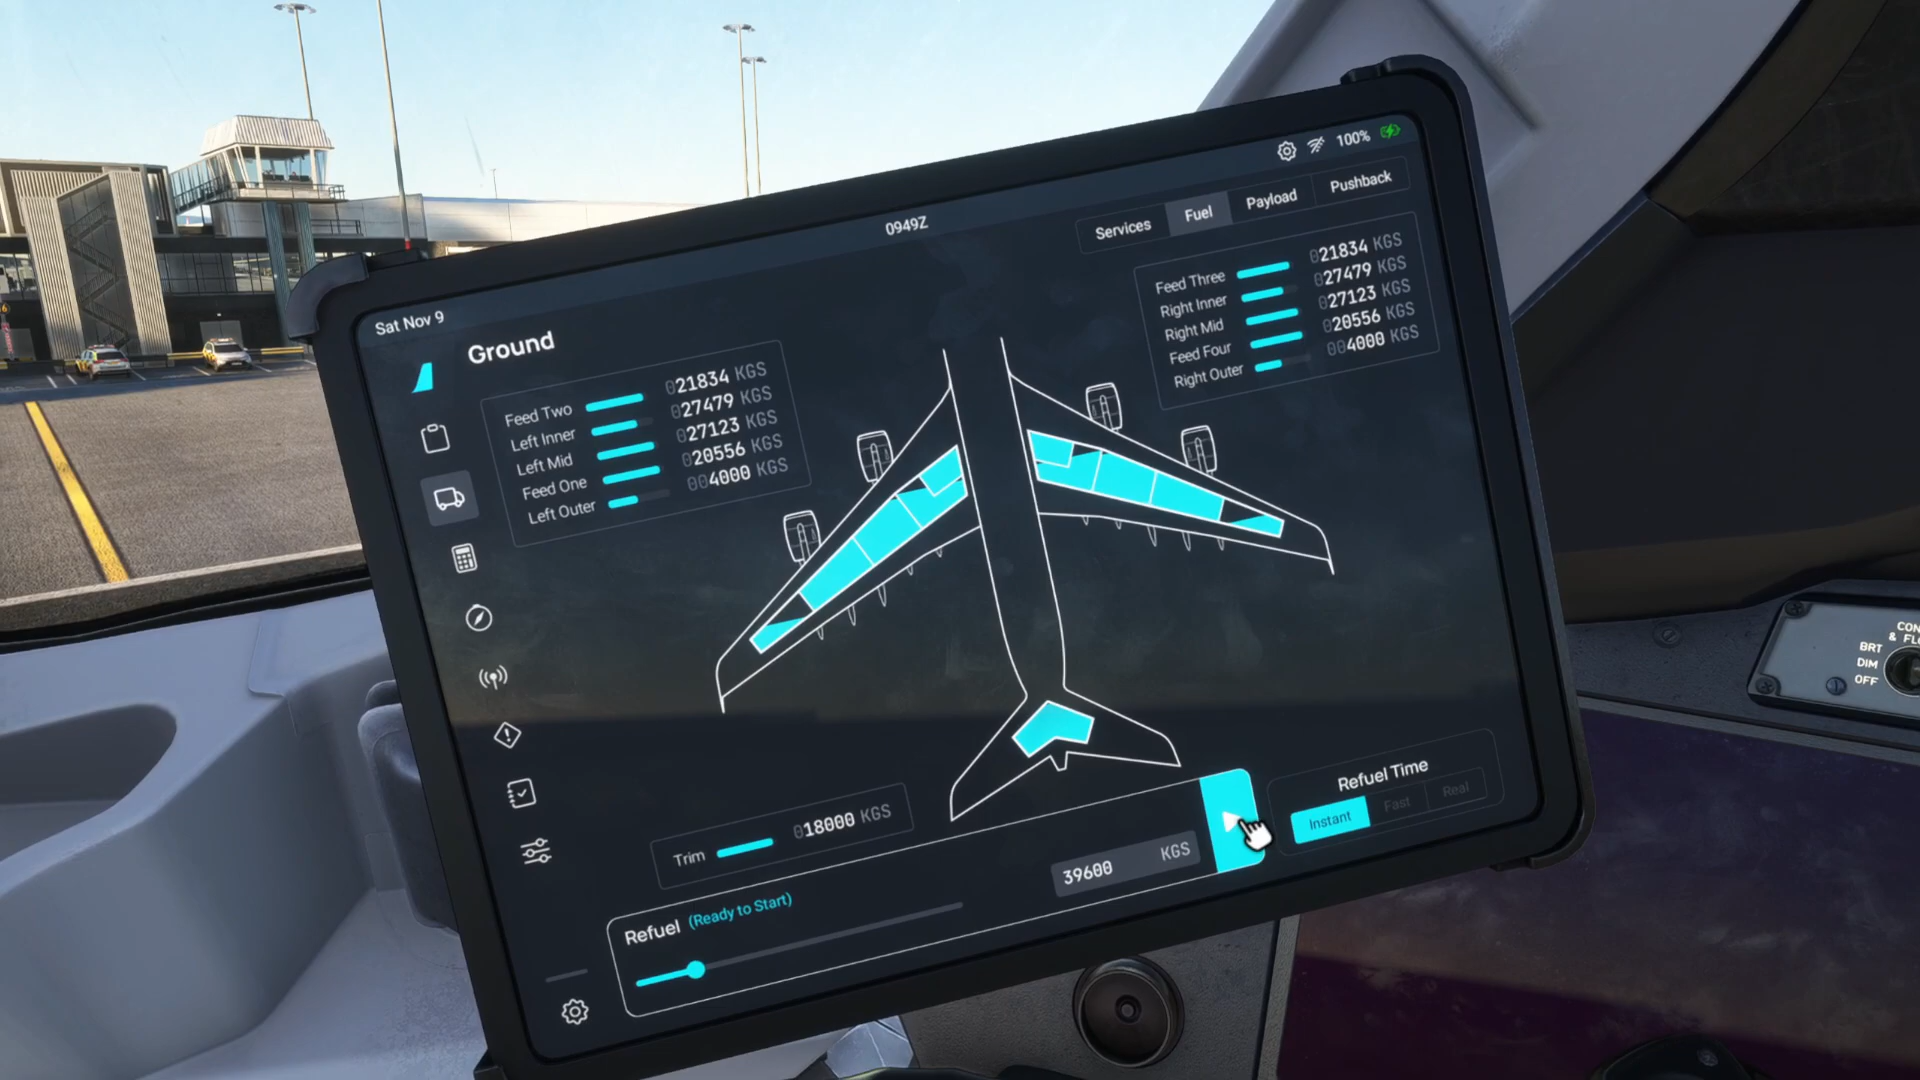 Sat Nov 9
0949Z
100%
Ground
Services Fuel Payload Pushback
Feed Two 021834 KGS
Left Inner 027479 KGS
Left Mid 027123 KGS
Feed One 020556 KGS
Left Outer 004000 KGS
Feed Three 021834 KGS
Right Inner 027479 KGS
Right Mid 027123 KGS
Feed Four 020556 KGS
Right Outer 004000 KGS
Trim 018000 KGS
Refuel (Ready to Start)
39600 KGS
Refuel Time
Instant Fast Real
BRT
DIM
OFF